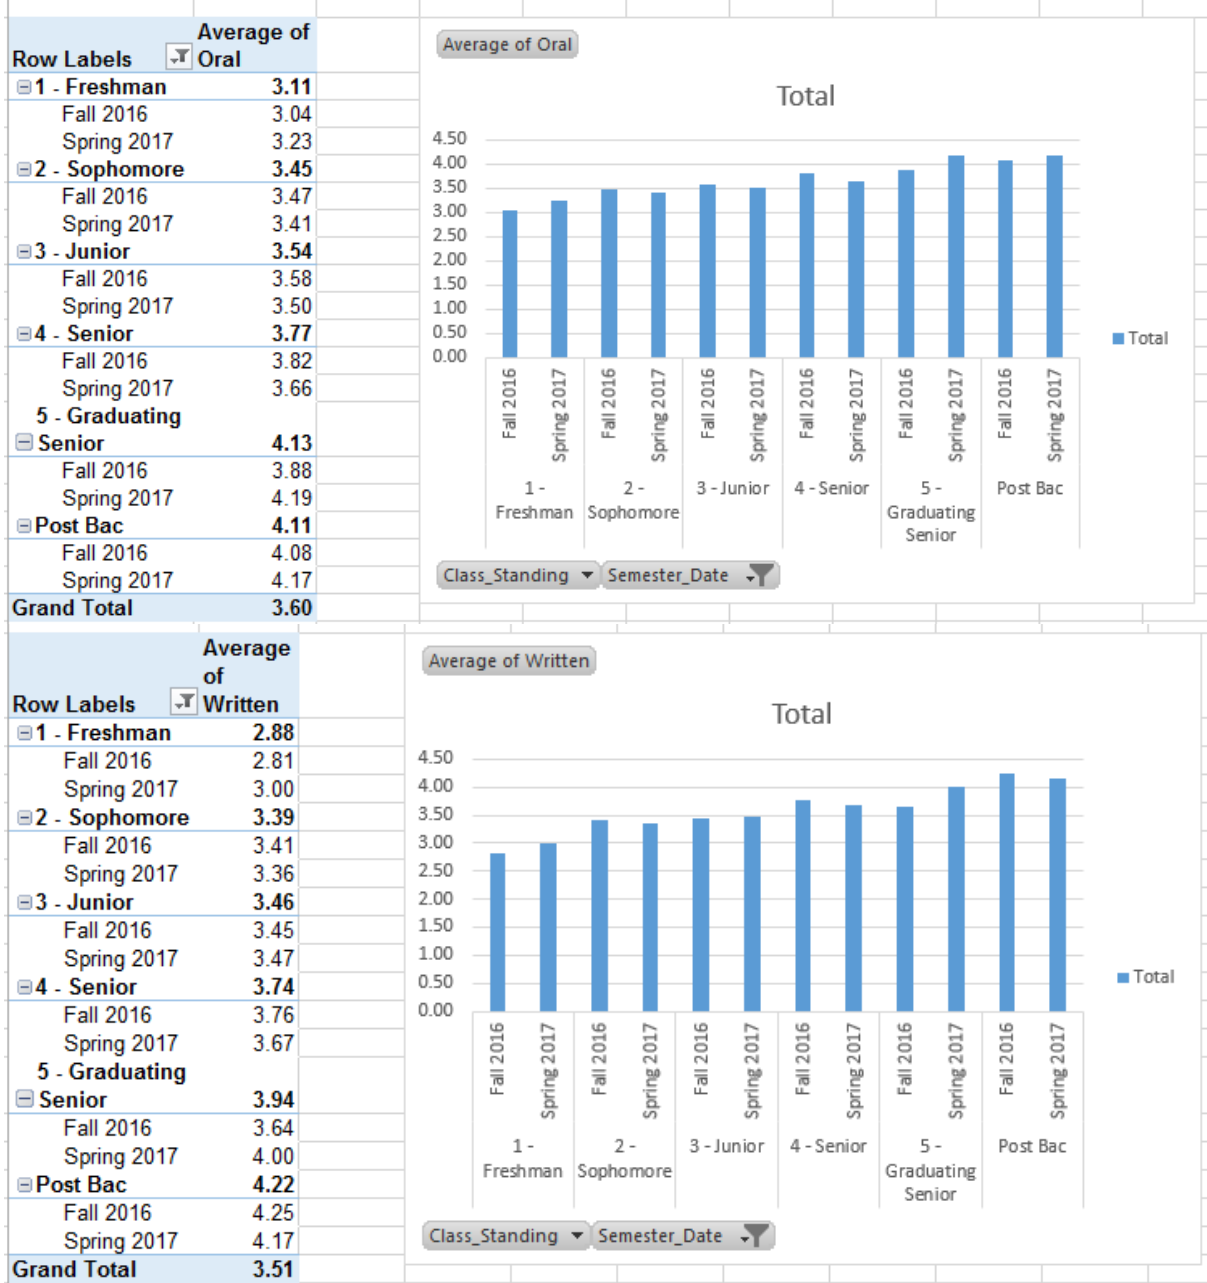 Average of
Row Labels Oral
1 - Freshman 3.11
Fall 2016 3.04
Spring 2017 3.23
2 - Sophomore 3.45
Fall 2016 3.47
Spring 2017 3.41
3 - Junior 3.54
Fall 2016 3.58
Spring 2017 3.50
4 - Senior 3.77
Fall 2016 3.82
Spring 2017 3.66
5 - Graduating
Senior 4.13
Fall 2016 3.88
Spring 2017 4.19
Post Bac 4.11
Fall 2016 4.08
Spring 2017 4.17
Grand Total 3.60
Average of Oral
Total
4.50
4.00
3.50
3.00
2.50
2.00
1.50
1.00
0.50
0.00
Total
Fall 2016 Spring 2017 Fall 2016 Spring 2017 Fall 2016 Spring 2017 Fall 2016 Spring 2017 Fall 2016 Spring 2017 Fall 2016 Spring 2017
1 - 2 - 3 - Junior 4 - Senior 5 - Post Bac
Freshman Sophomore Graduating
Senior
Class_Standing Semester_Date
Average
of
Row Labels Written
1 - Freshman 2.88
Fall 2016 2.81
Spring 2017 3.00
2 - Sophomore 3.39
Fall 2016 3.41
Spring 2017 3.36
3 - Junior 3.46
Fall 2016 3.45
Spring 2017 3.47
4 - Senior 3.74
Fall 2016 3.76
Spring 2017 3.67
5 - Graduating
Senior 3.94
Fall 2016 3.64
Spring 2017 4.00
Post Bac 4.22
Fall 2016 4.25
Spring 2017 4.17
Grand Total 3.51
Average of Written
Total
4.50
4.00
3.50
3.00
2.50
2.00
1.50
1.00
0.50
0.00
Total
Fall 2016 Spring 2017 Fall 2016 Spring 2017 Fall 2016 Spring 2017 Fall 2016 Spring 2017 Fall 2016 Spring 2017 Fall 2016 Spring 2017
1 - 2 - 3 - Junior 4 - Senior 5 - Post Bac
Freshman Sophomore Graduating
Senior
Class_Standing Semester_Date